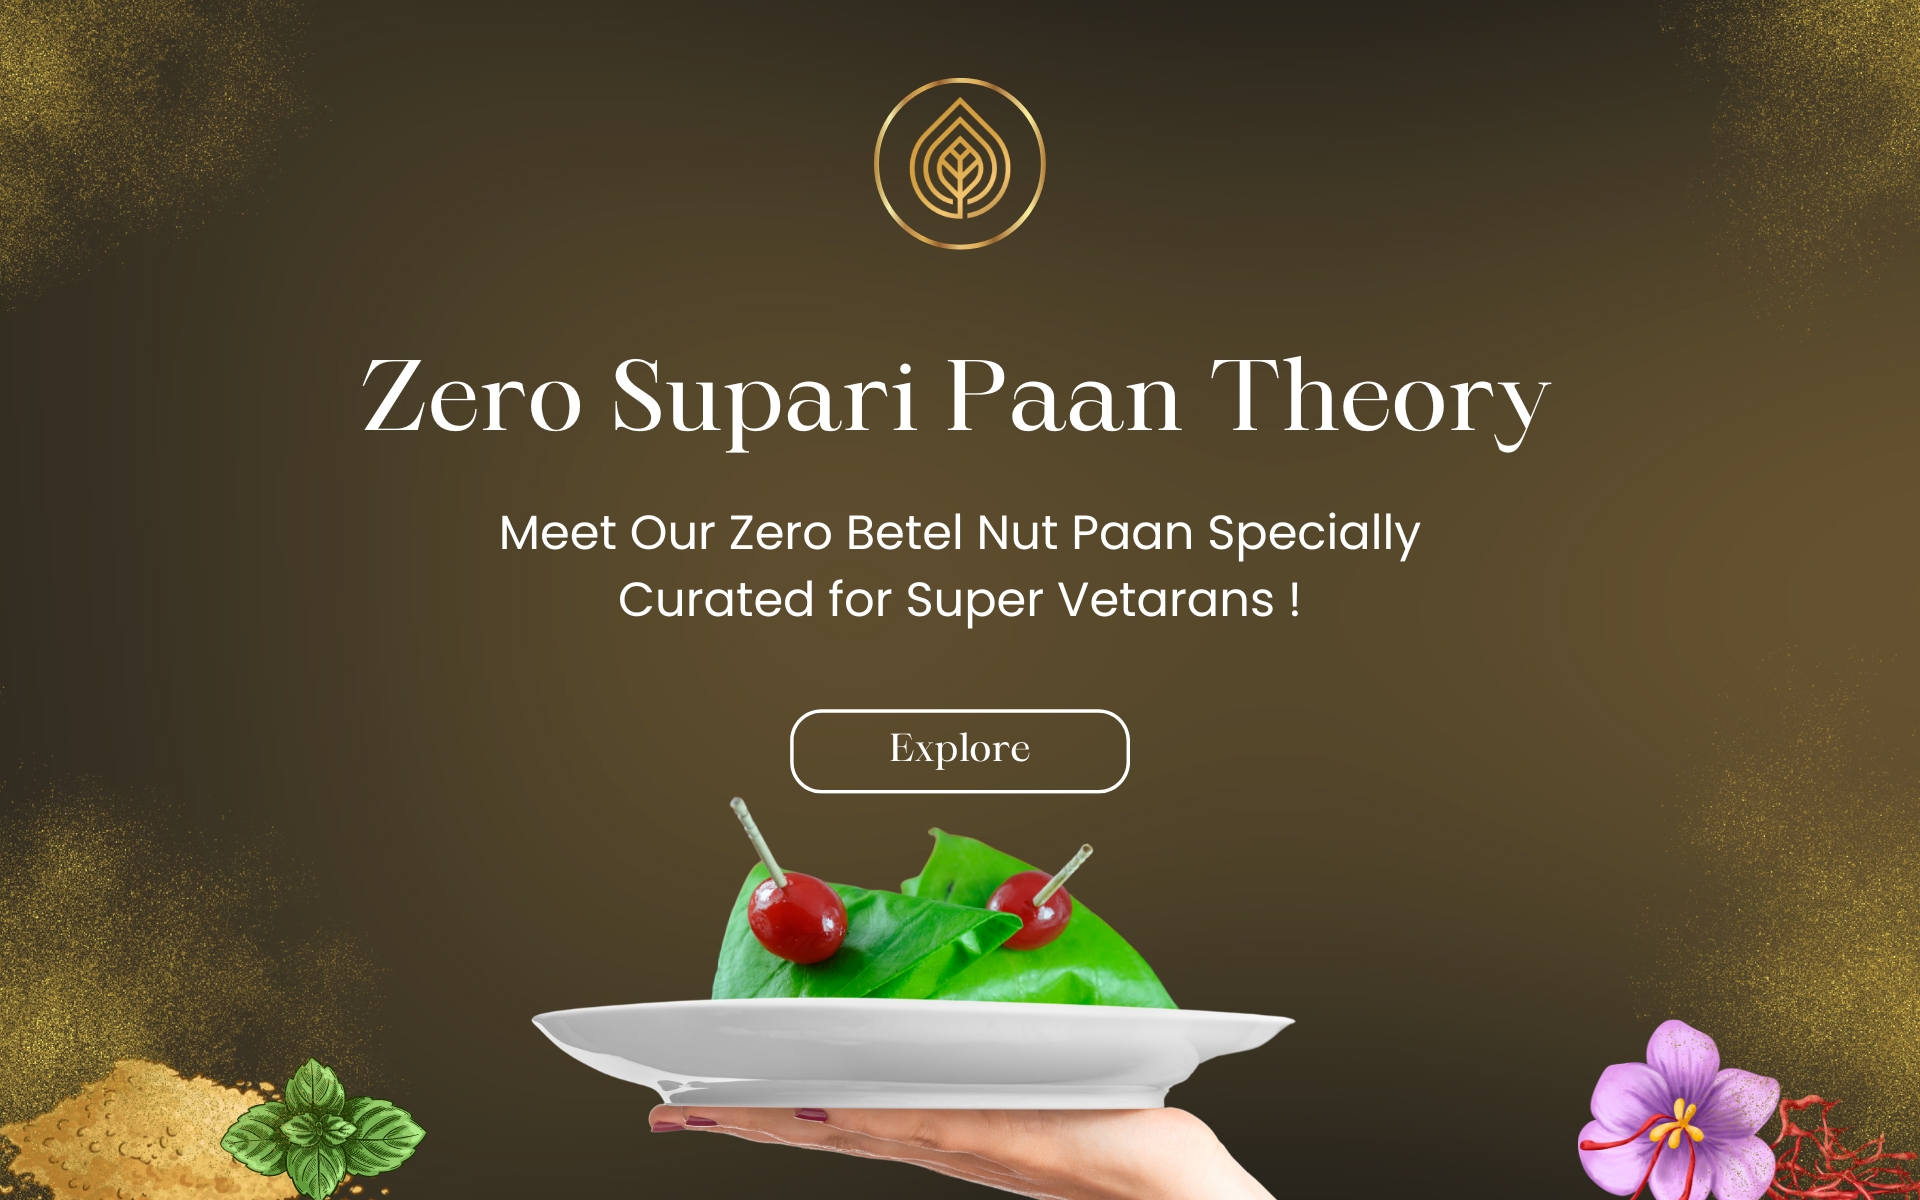 Zero Supari Paan Theory
Meet Our Zero Betel Nut Paan Specially
Curated for Super Vetarans !
Explore